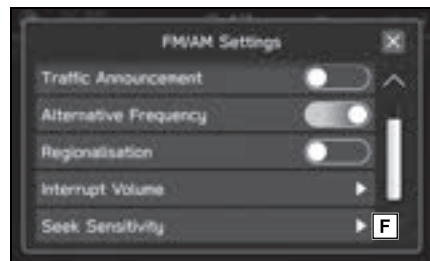 FM/AM Settings
Traffic Announcement
Alternative Frequency
Regionalisation
Interrupt Volume
Seek Sensitivity
F